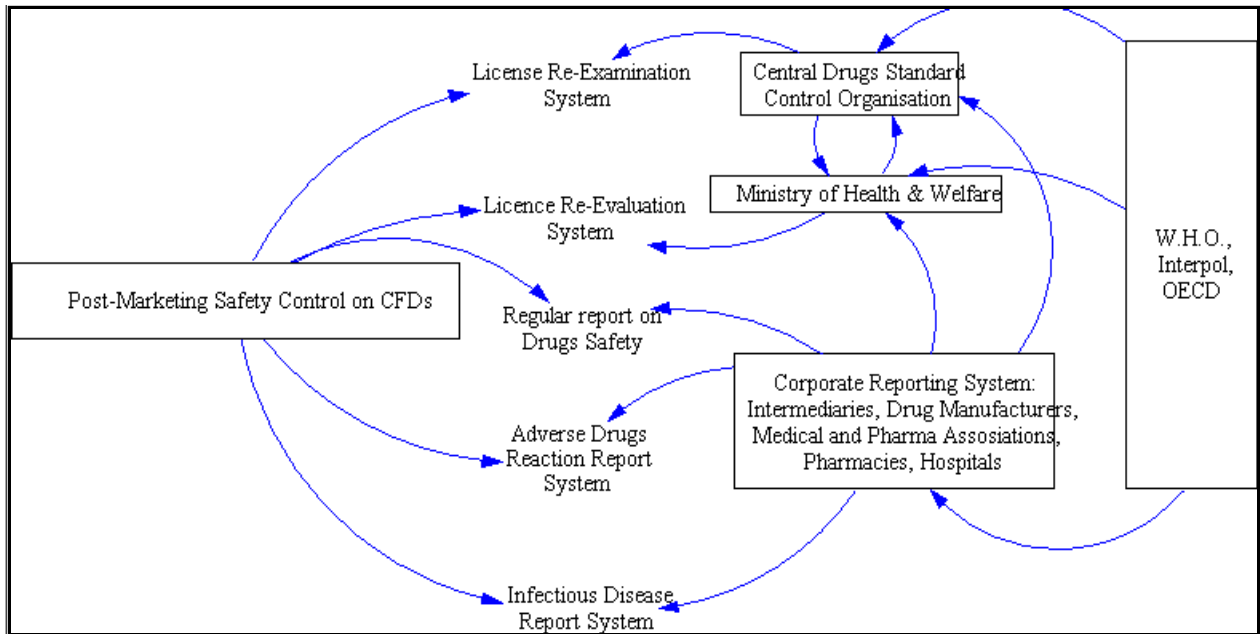 License Re-Examination
System
Central Drugs Standard
Control Organisation
Ministry of Health & Welfare
Licence Re-Evaluation
System
W.H.O.,
Interpol,
OECD
Post-Marketing Safety Control on CFDs
Regular report on
Drugs Safety
Corporate Reporting System:
Intermediaries, Drug Manufacturers,
Medical and Pharma Assosiations,
Pharmacies, Hospitals
Adverse Drugs
Reaction Report
System
Infectious Disease
Report System